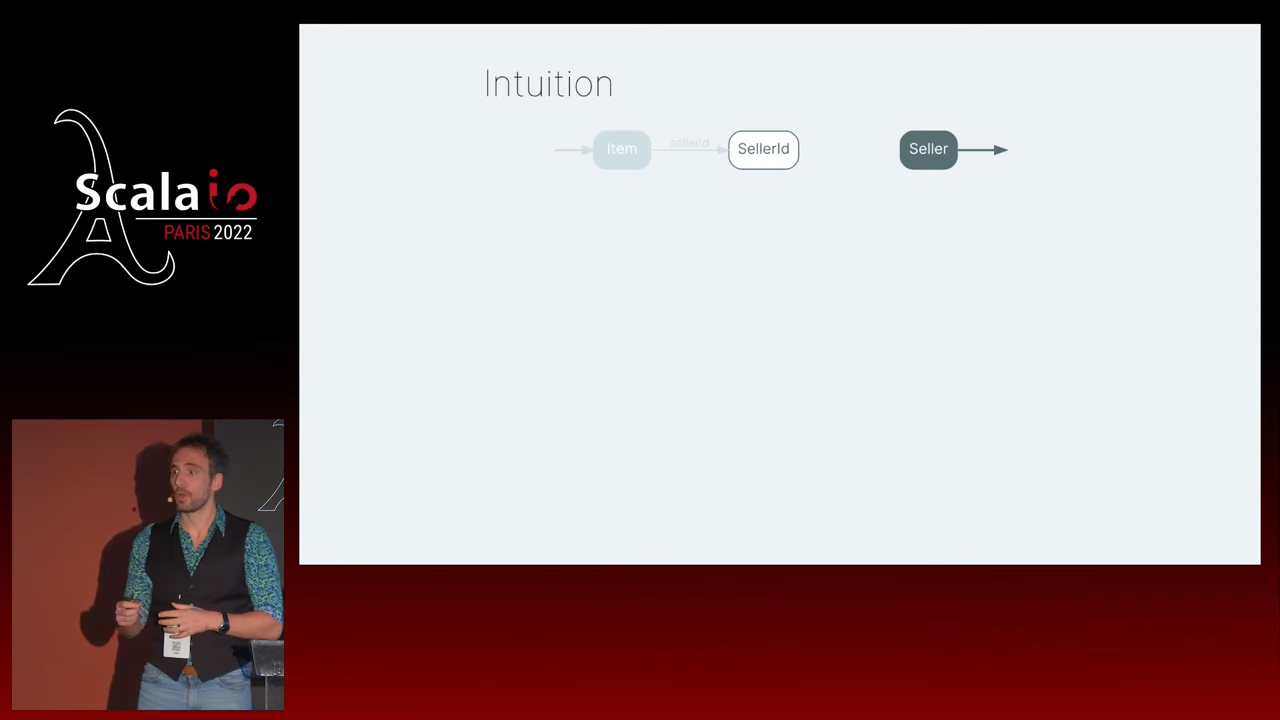 Intuition
Item
sellerId
SellerId
Seller
Scala.io
PARIS 2022